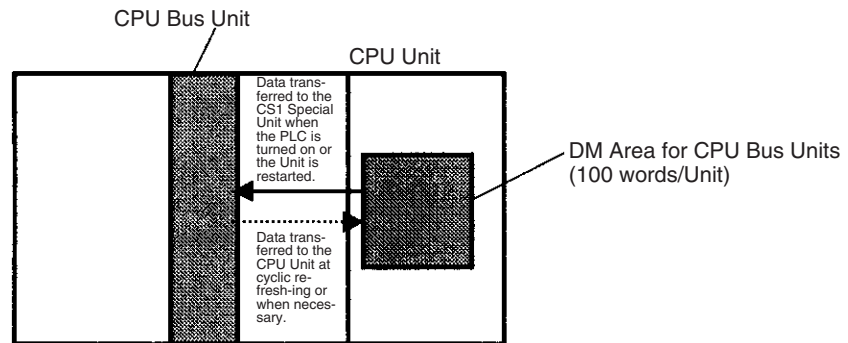 CPU Bus Unit
CPU Unit
Data trans-
ferred to the
CS1 Special
Unit when
the PLC is
turned on or
the Unit is
restarted.
DM Area for CPU Bus Units
(100 words/Unit)
Data trans-
ferred to the
CPU Unit at
cyclic re-
fresh-ing or
when neces-
sary.